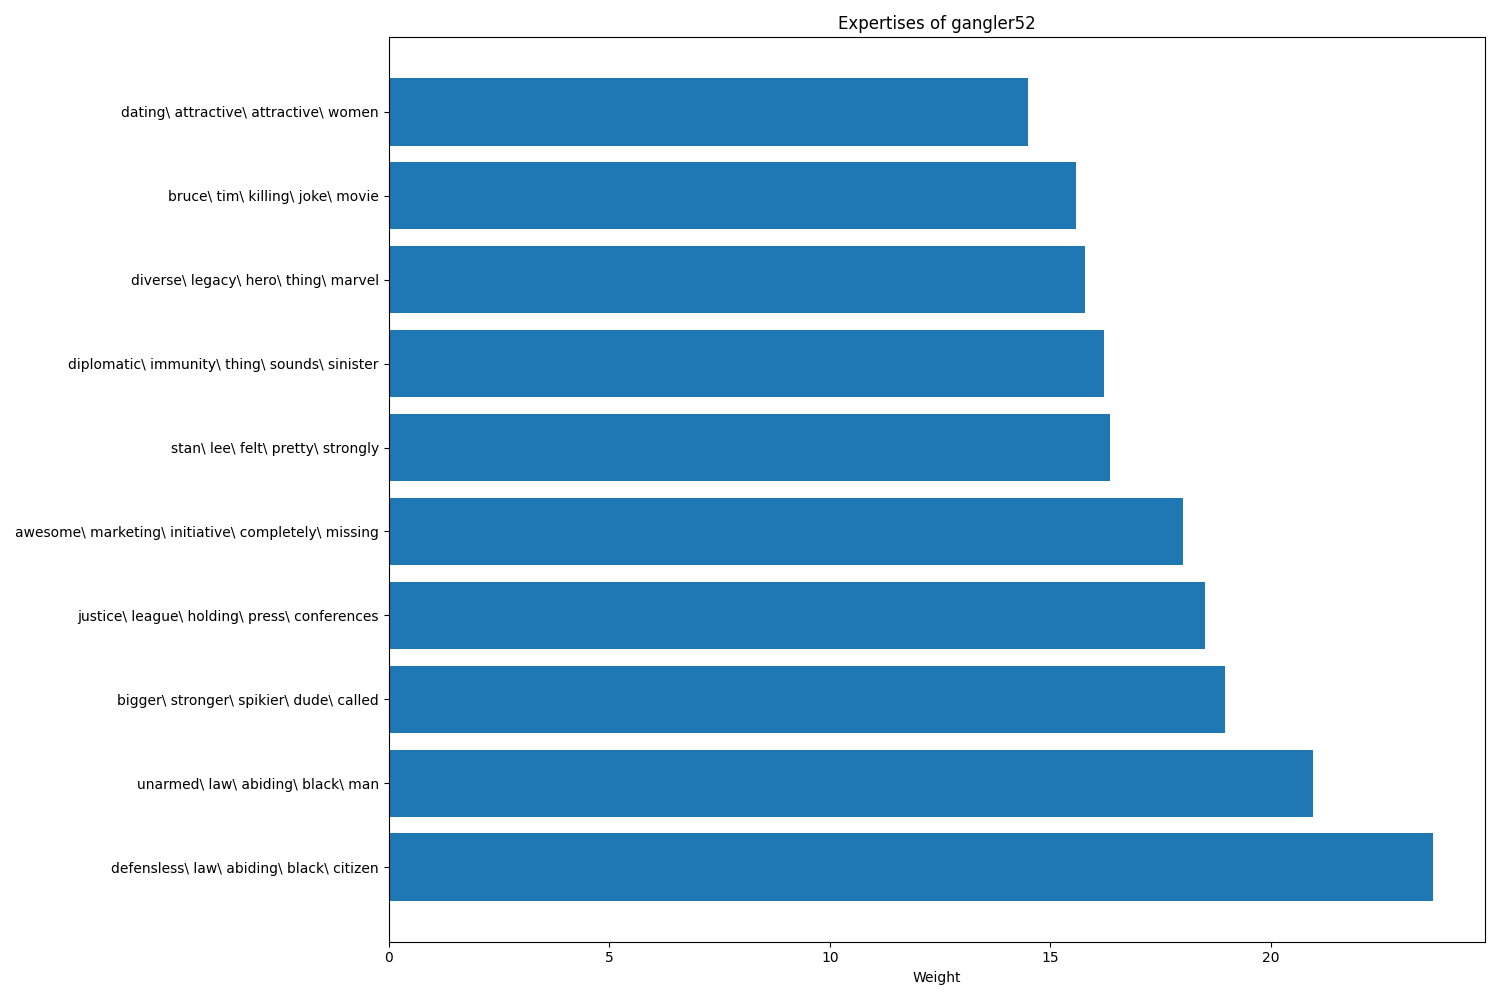 Expertises of gangler52
dating\ attractive\ attractive\ women
bruce\ tim\ killing\ joke\ movie
diverse\ legacy\ hero\ thing\ marvel
diplomatic\ immunity\ thing\ sounds\ sinister
stan\ lee\ felt\ pretty\ strongly
awesome\ marketing\ initiative\ completely\ missing
justice\ league\ holding\ press\ conferences
bigger\ stronger\ spikier\ dude\ called
unarmed\ law\ abiding\ black\ man
defensless\ law\ abiding\ black\ citizen
0 5 10 15 20
Weight